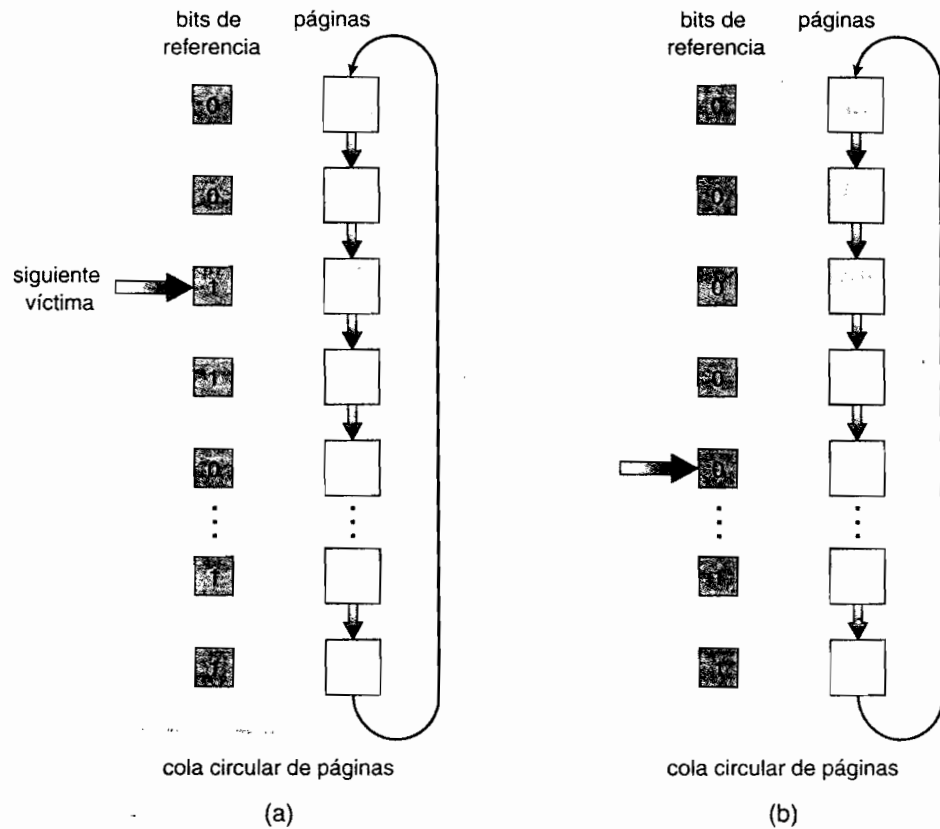 bits de
referencia
páginas
0
0
siguiente
víctima
1
1
0
1
1
cola circular de páginas
(a)
bits de
referencia
páginas
0
0
0
0
0
1
1
cola circular de páginas
(b)